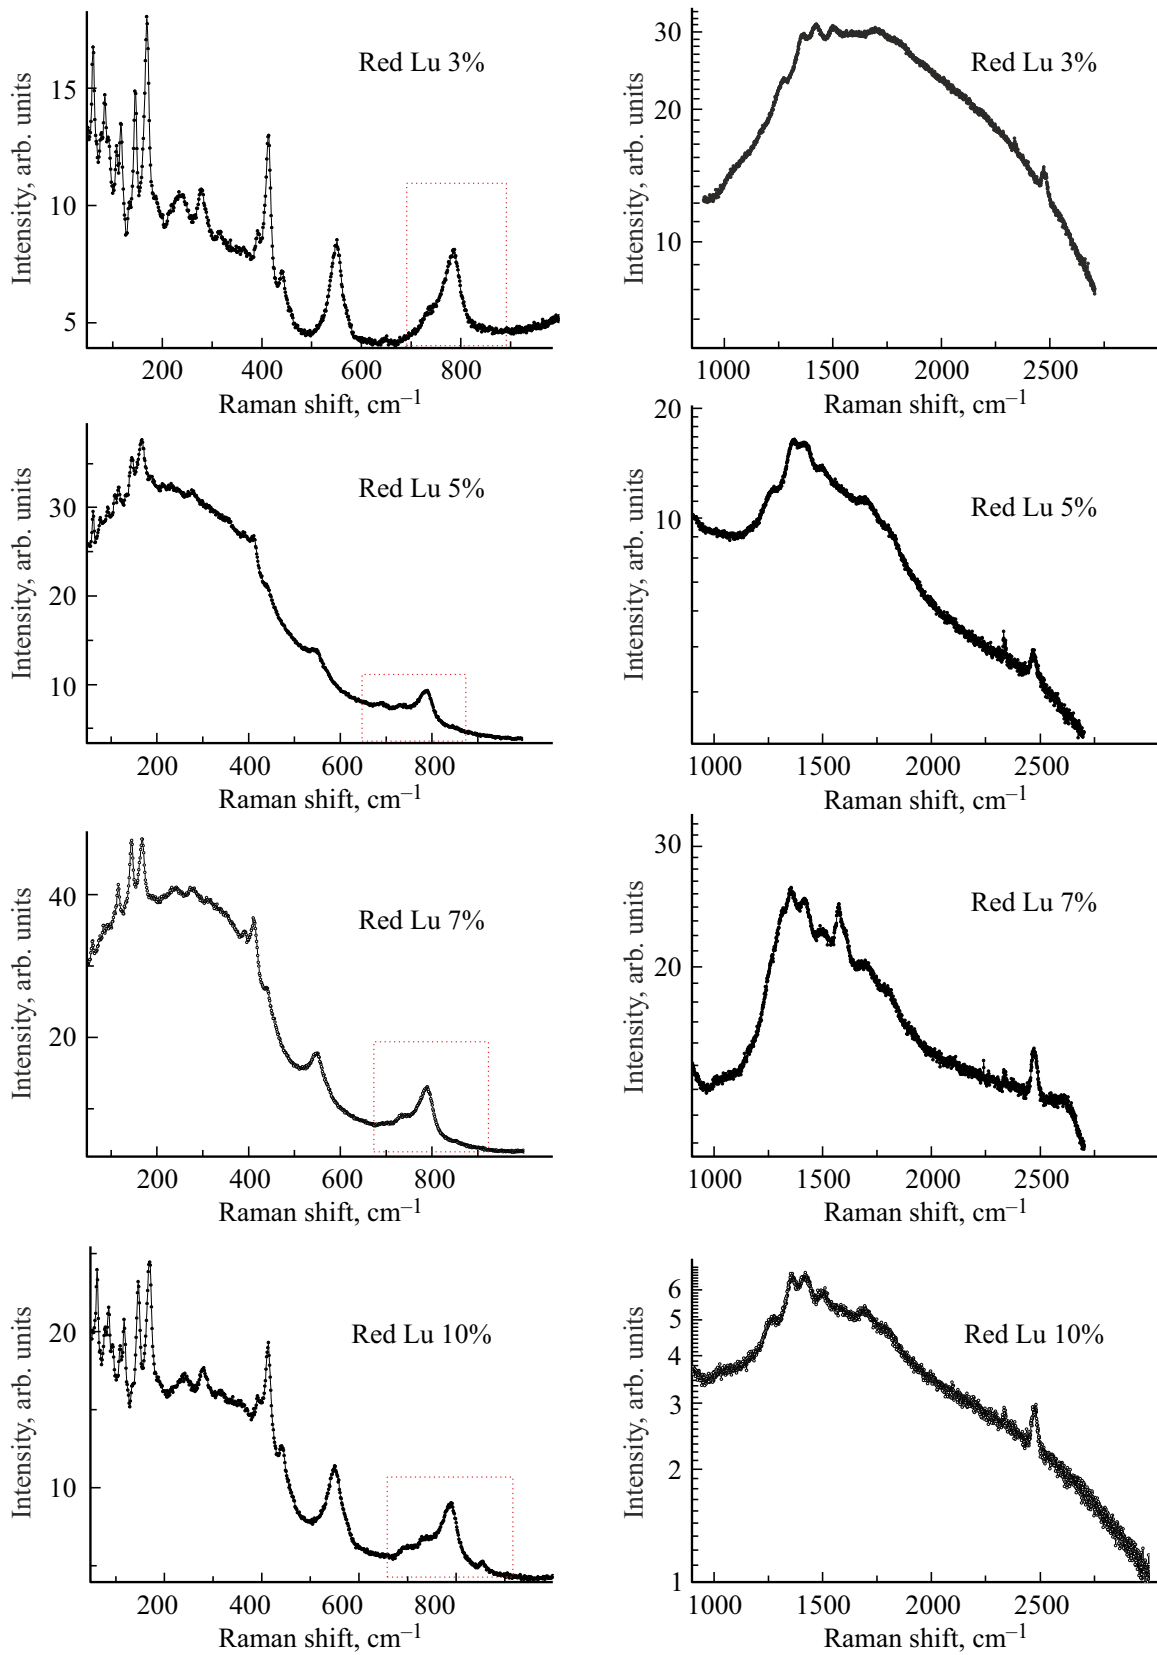 Intensity, arb. units
15
10
5
Red Lu 3%
200 400 600 800
Raman shift, cm⁻¹
Intensity, arb. units
30
20
10
Red Lu 3%
1000 1500 2000 2500
Raman shift, cm⁻¹
Intensity, arb. units
30
20
10
Red Lu 5%
200 400 600 800
Raman shift, cm⁻¹
Intensity, arb. units
20
10
Red Lu 5%
1000 1500 2000 2500
Raman shift, cm⁻¹
Intensity, arb. units
40
20
Red Lu 7%
200 400 600 800
Raman shift, cm⁻¹
Intensity, arb. units
30
20
Red Lu 7%
1000 1500 2000 2500
Raman shift, cm⁻¹
Intensity, arb. units
20
10
Red Lu 10%
200 400 600 800
Raman shift, cm⁻¹
Intensity, arb. units
6
5
4
3
2
1
Red Lu 10%
1000 1500 2000 2500
Raman shift, cm⁻¹